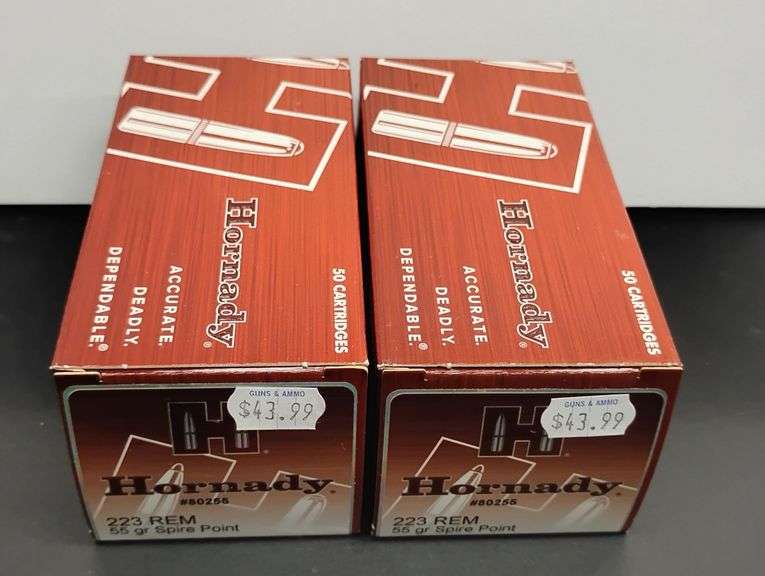 Hornady®
ACCURATE.
DEADLY.
DEPENDABLE.®
50 CARTRIDGES
Hornady®
ACCURATE.
DEADLY.
DEPENDABLE.®
50 CARTRIDGES
GUNS & AMMO
$43.99
H
Hornady®
#80255
223 REM
55 gr Spire Point
GUNS & AMMO
$43.99
H
Hornady®
#80255
223 REM
55 gr Spire Point